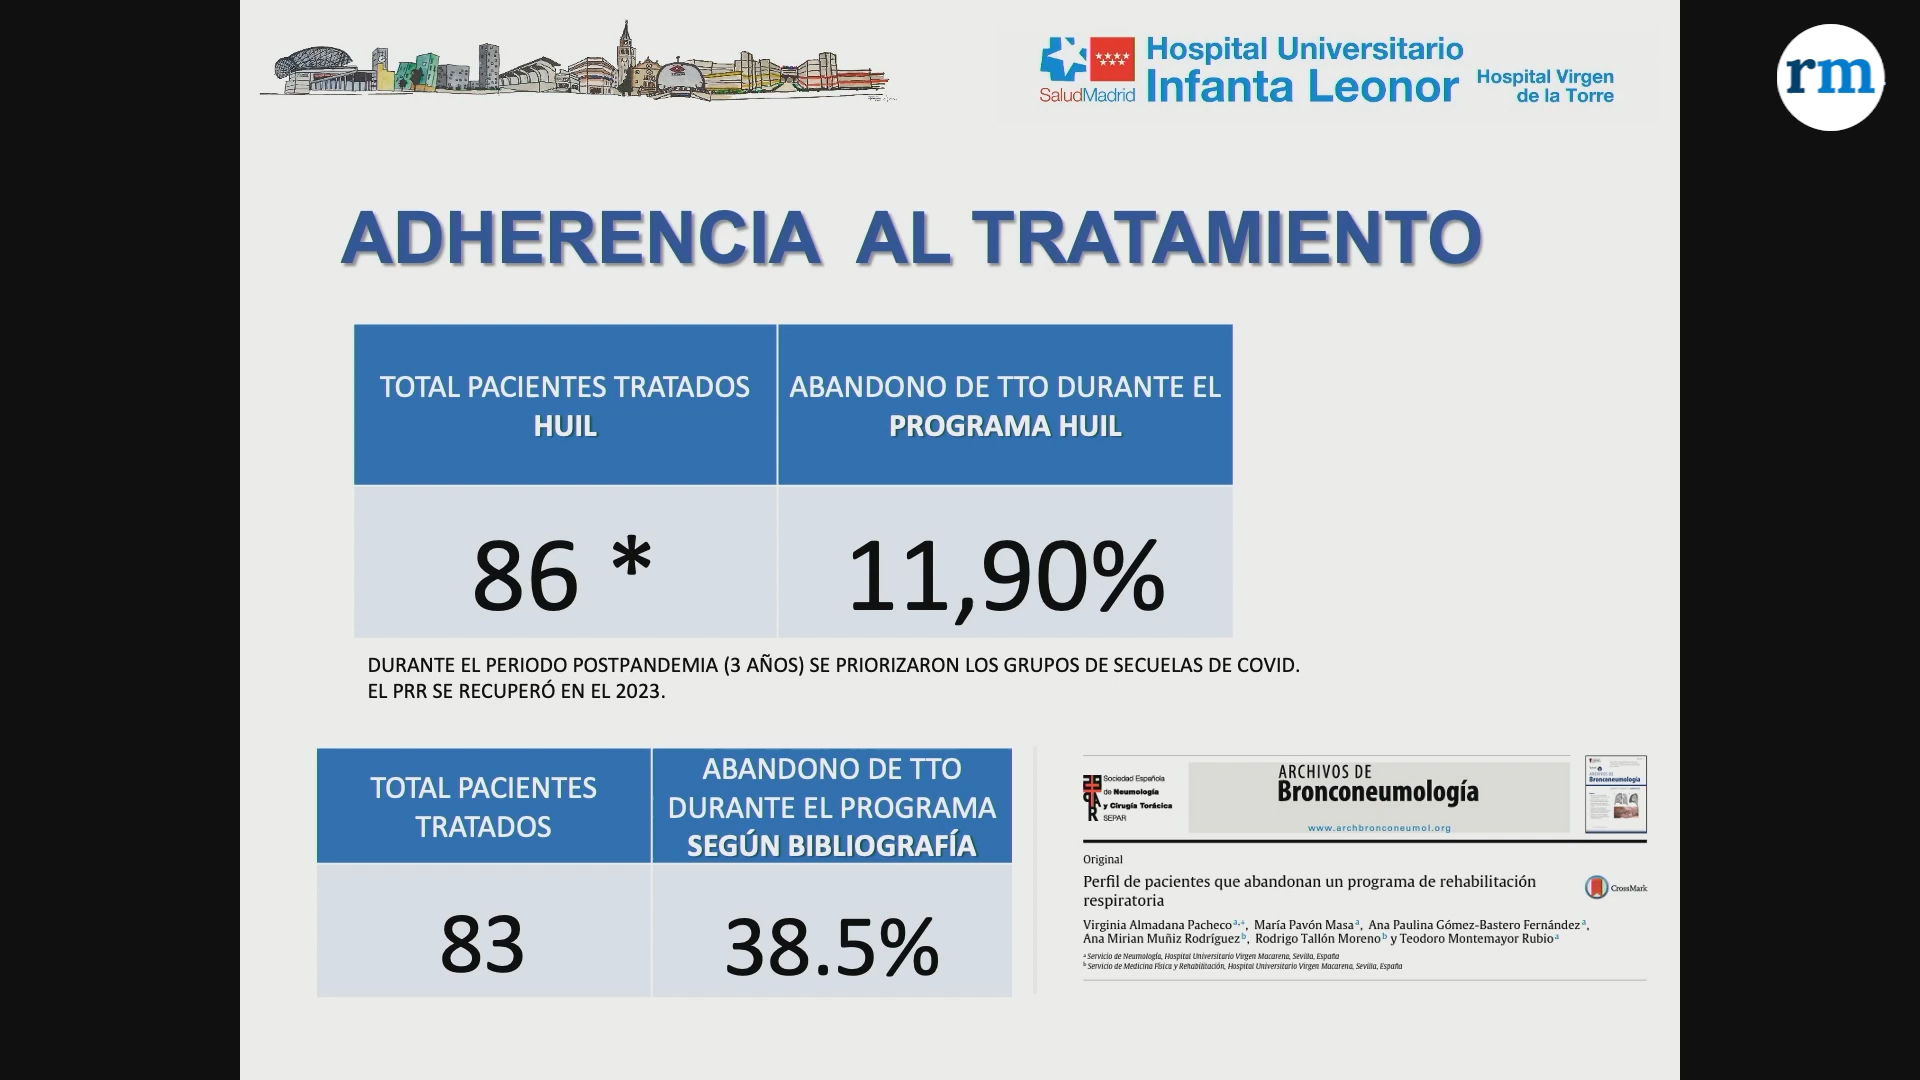 Hospital Universitario
Infanta Leonor
Hospital Virgen
de la Torre
SaludMadrid
rm
ADHERENCIA AL TRATAMIENTO
TOTAL PACIENTES TRATADOS
HUIL
ABANDONO DE TTO DURANTE EL
PROGRAMA HUIL
86 *
11,90%
DURANTE EL PERIODO POSTPANDEMIA (3 AÑOS) SE PRIORIZARON LOS GRUPOS DE SECUELAS DE COVID.
EL PRR SE RECUPERÓ EN EL 2023.
TOTAL PACIENTES
TRATADOS
ABANDONO DE TTO
DURANTE EL PROGRAMA
SEGÚN BIBLIOGRAFÍA
83
38.5%
Sociedad Española
de Neumología
y Cirugía Torácica
SEPAR
ARCHIVOS DE
Bronconeumología
www.archbronconeumol.org
Bronconeumología
Original
Perfil de pacientes que abandonan un programa de rehabilitación
respiratoria
CrossMark
Virginia Almadana Pacheco a,*, María Pavón Masa a, Ana Paulina Gómez-Bastero Fernández a,
Ana Mirian Muñiz Rodríguez b, Rodrigo Tallón Moreno b y Teodoro Montemayor Rubio a
a Servicio de Neumología, Hospital Universitario Virgen Macarena, Sevilla, España
b Servicio de Medicina Física y Rehabilitación, Hospital Universitario Virgen Macarena, Sevilla, España